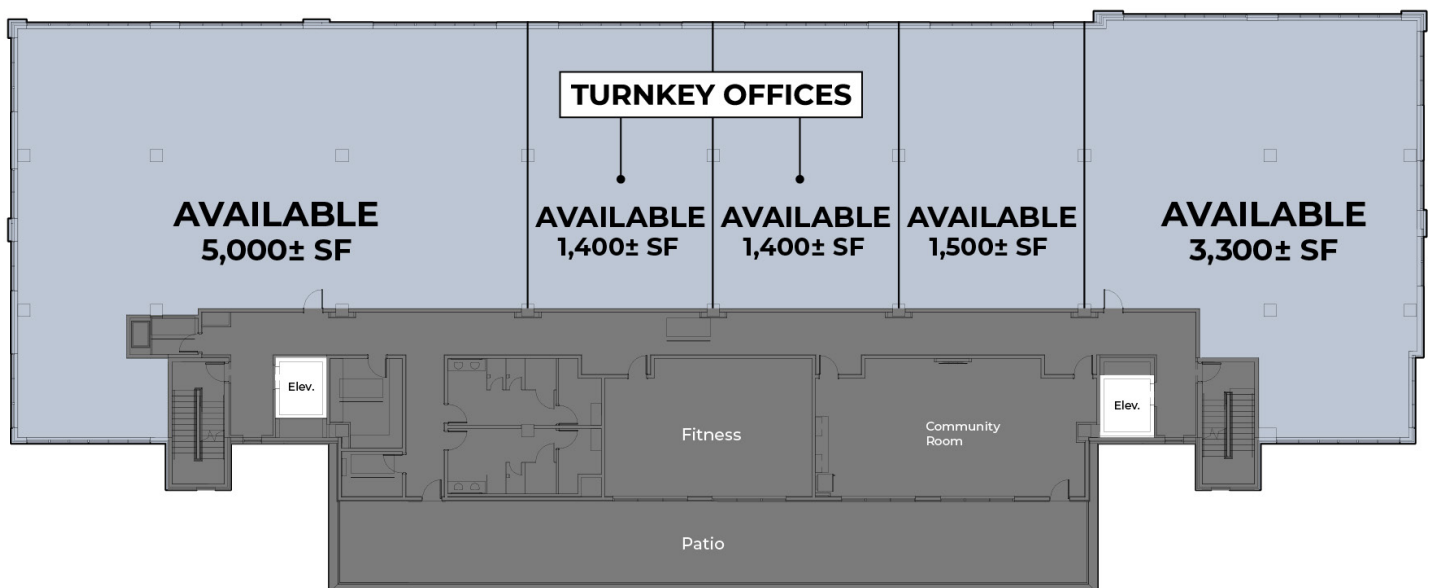 TURNKEY OFFICES
AVAILABLE
5,000± SF
AVAILABLE
1,400± SF
AVAILABLE
1,400± SF
AVAILABLE
1,500± SF
AVAILABLE
3,300± SF
Elev.
Elev.
Fitness
Community
Room
Patio